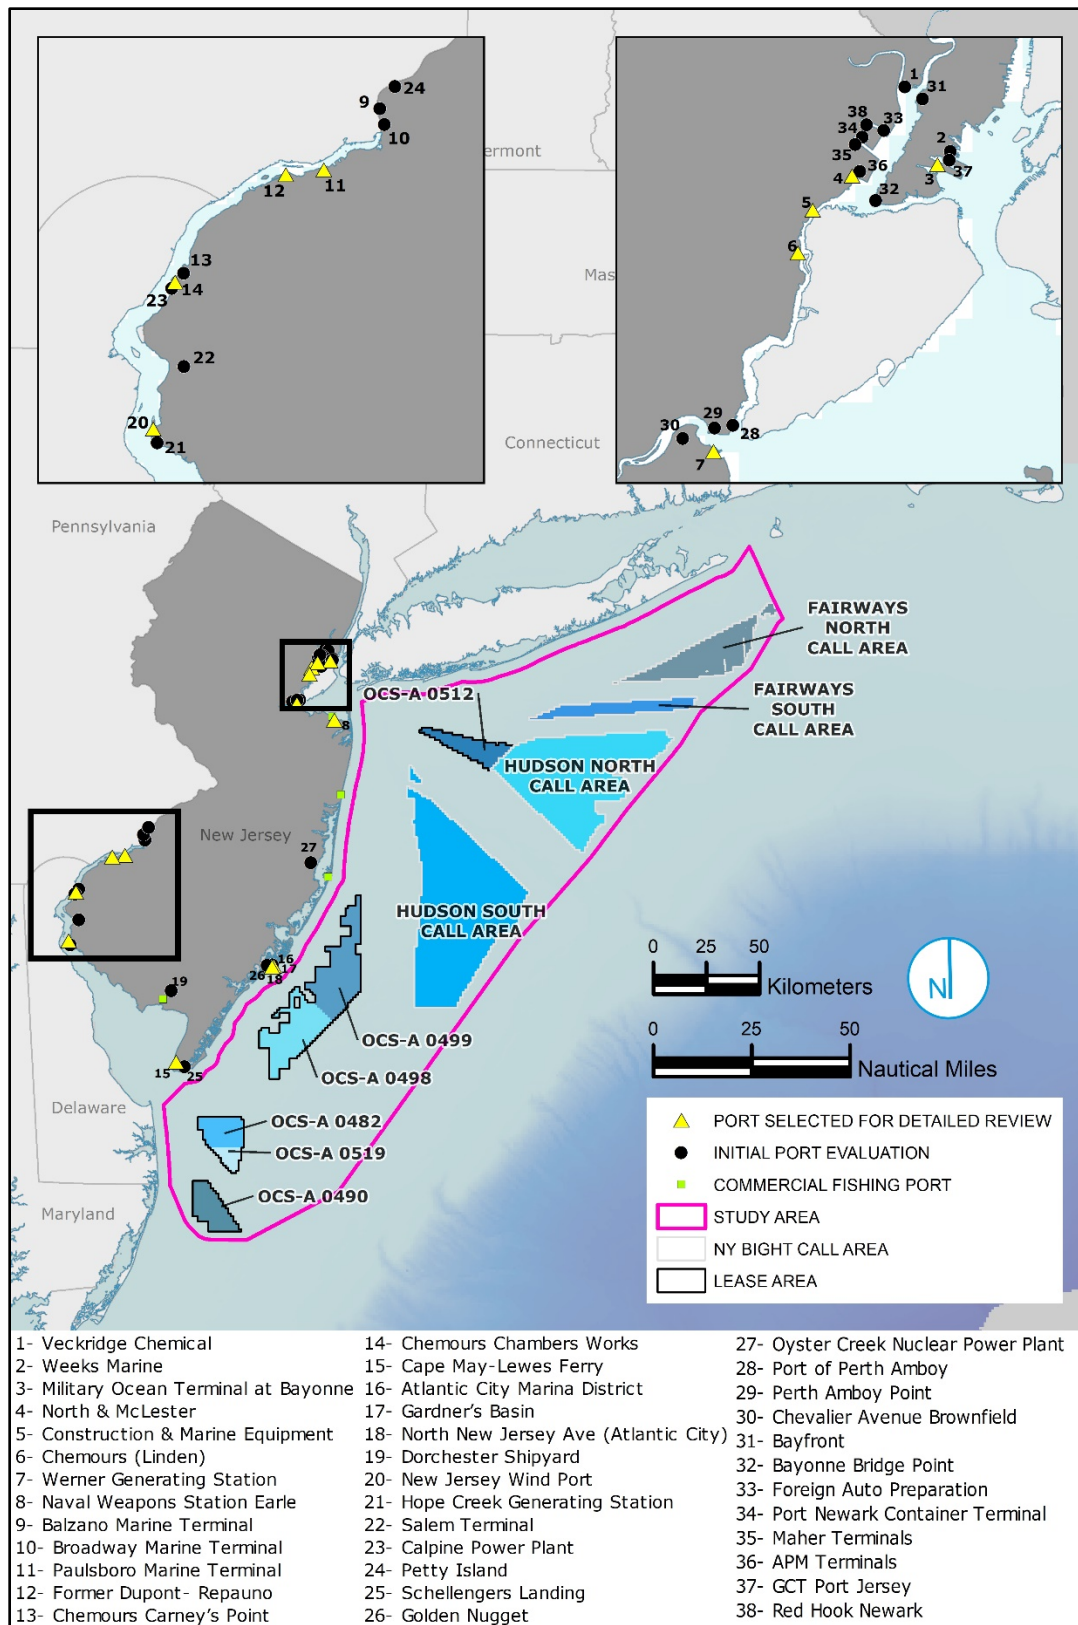 24
9
10
11
12
13
14
23
22
20
21
ermont
Mas
Connecticut
Pennsylvania
1
31
38
33
34
35
36
2
37
3
4
32
5
6
29
28
30
7
FAIRWAYS
NORTH
CALL AREA
OCS-A 0512
FAIRWAYS
SOUTH
CALL AREA
8
HUDSON NORTH
CALL AREA
New Jersey
27
HUDSON SOUTH
CALL AREA
0 25 50
Kilometers
N
0 25 50
Nautical Miles
16
26
17
18
19
OCS-A 0499
OCS-A 0498
15
25
Delaware
OCS-A 0482
OCS-A 0519
OCS-A 0490
Maryland
PORT SELECTED FOR DETAILED REVIEW
INITIAL PORT EVALUATION
COMMERCIAL FISHING PORT
STUDY AREA
NY BIGHT CALL AREA
LEASE AREA
1- Veckridge Chemical
2- Weeks Marine
3- Military Ocean Terminal at Bayonne
4- North & McLester
5- Construction & Marine Equipment
6- Chemours (Linden)
7- Werner Generating Station
8- Naval Weapons Station Earle
9- Balzano Marine Terminal
10- Broadway Marine Terminal
11- Paulsboro Marine Terminal
12- Former Dupont- Repauno
13- Chemours Carney's Point
14- Chemours Chambers Works
15- Cape May-Lewes Ferry
16- Atlantic City Marina District
17- Gardner's Basin
18- North New Jersey Ave (Atlantic City)
19- Dorchester Shipyard
20- New Jersey Wind Port
21- Hope Creek Generating Station
22- Salem Terminal
23- Calpine Power Plant
24- Petty Island
25- Schellengers Landing
26- Golden Nugget
27- Oyster Creek Nuclear Power Plant
28- Port of Perth Amboy
29- Perth Amboy Point
30- Chevalier Avenue Brownfield
31- Bayfront
32- Bayonne Bridge Point
33- Foreign Auto Preparation
34- Port Newark Container Terminal
35- Maher Terminals
36- APM Terminals
37- GCT Port Jersey
38- Red Hook Newark